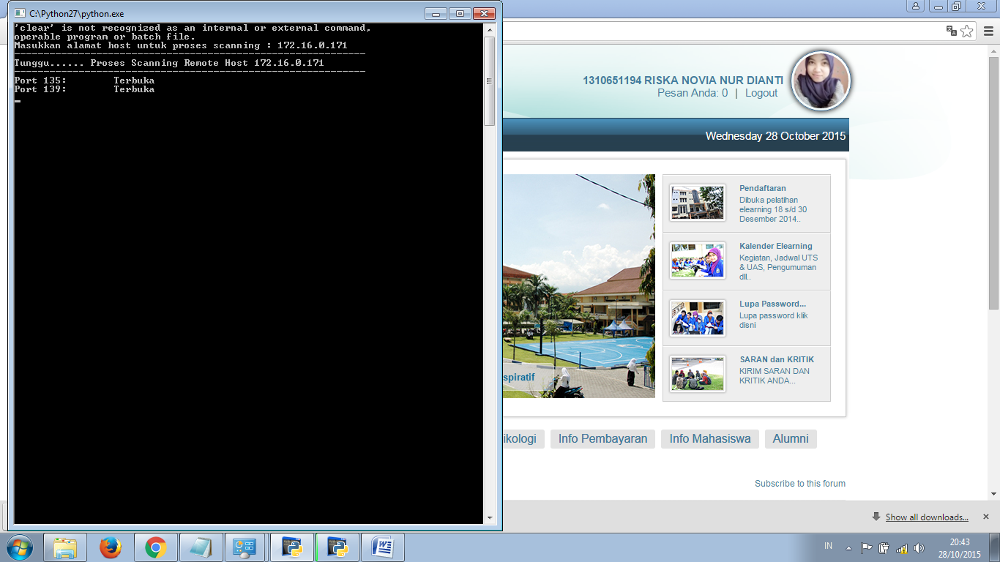 C:\Python27\python.exe
'clear' is not recognized as an internal or external command,
operable program or batch file.
Masukkan alamat host untuk proses scanning : 172.16.0.171
------------------------------------------------------------
Tunggu...... Proses Scanning Remote Host 172.16.0.171
------------------------------------------------------------
Port 135: Terbuka
Port 139: Terbuka
1310651194 RISKA NOVIA NUR DIANTI
Pesan Anda: 0 | Logout
Wednesday 28 October 2015
spiratif
Pendaftaran
Dibuka pelatihan
elearning 18 s/d 30
Desember 2014..
Kalender Elearning
Kegiatan, Jadwal UTS
& UAS, Pengumuman
dll..
Lupa Password...
Lupa password klik
disni
SARAN dan KRITIK
KIRIM SARAN DAN
KRITIK ANDA...
ikologi
Info Pembayaran
Info Mahasiswa
Alumni
Subscribe to this forum
Show all downloads...
IN
20:43
28/10/2015